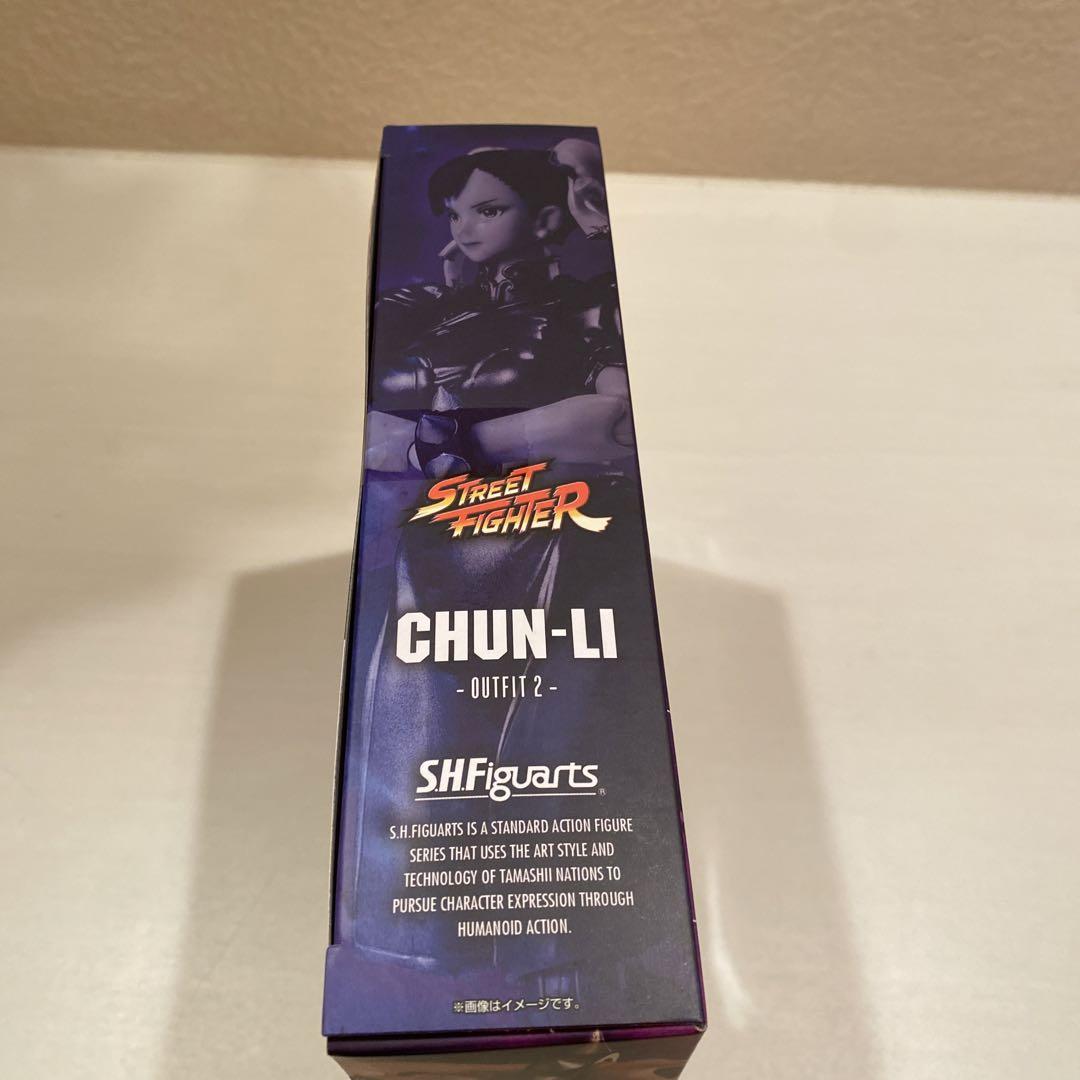 STREET
FIGHTER
CHUN-LI
- OUTFIT 2 -
S.H.Figuarts®
S.H.FIGUARTS IS A STANDARD ACTION FIGURE
SERIES THAT USES THE ART STYLE AND
TECHNOLOGY OF TAMASHII NATIONS TO
PURSUE CHARACTER EXPRESSION THROUGH
HUMANOID ACTION.
※画像はイメージです。